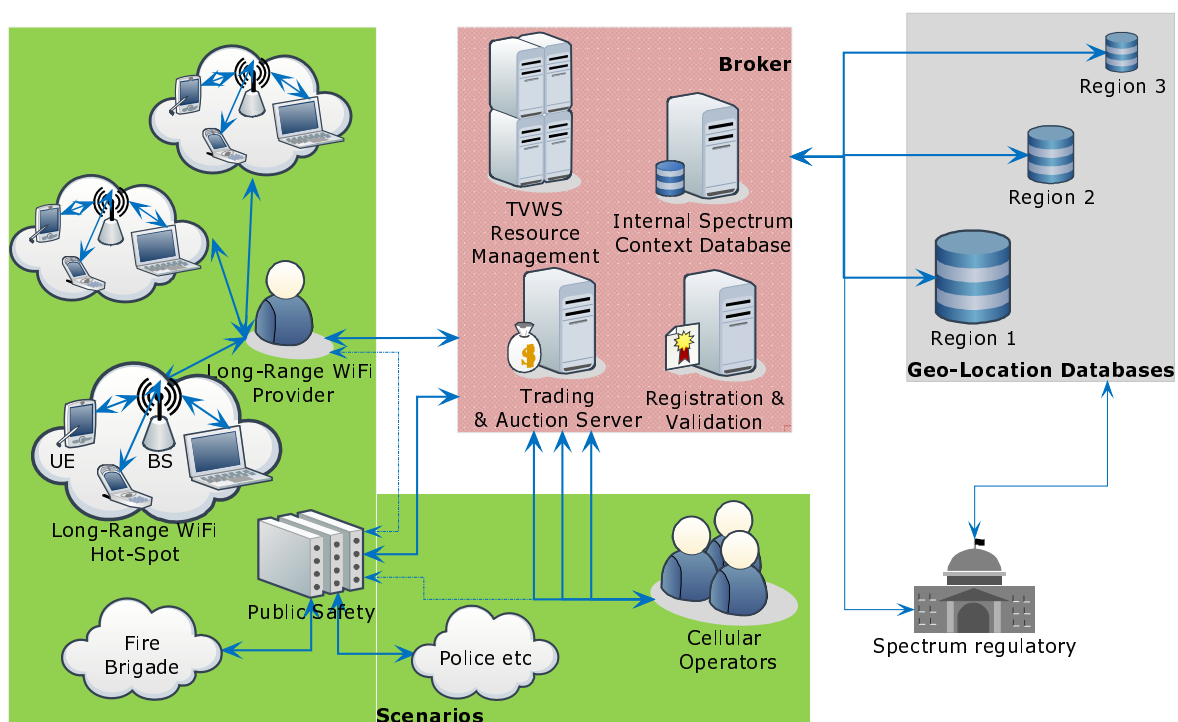 Broker
TVWS
Resource
Management
Internal Spectrum
Context Database
Trading
& Auction Server
Registration &
Validation
Region 3
Region 2
Region 1
Geo-Location Databases
Long-Range WiFi
Provider
UE
BS
Long-Range WiFi
Hot-Spot
Public Safety
Fire
Brigade
Police etc
Cellular
Operators
Scenarios
Spectrum regulatory